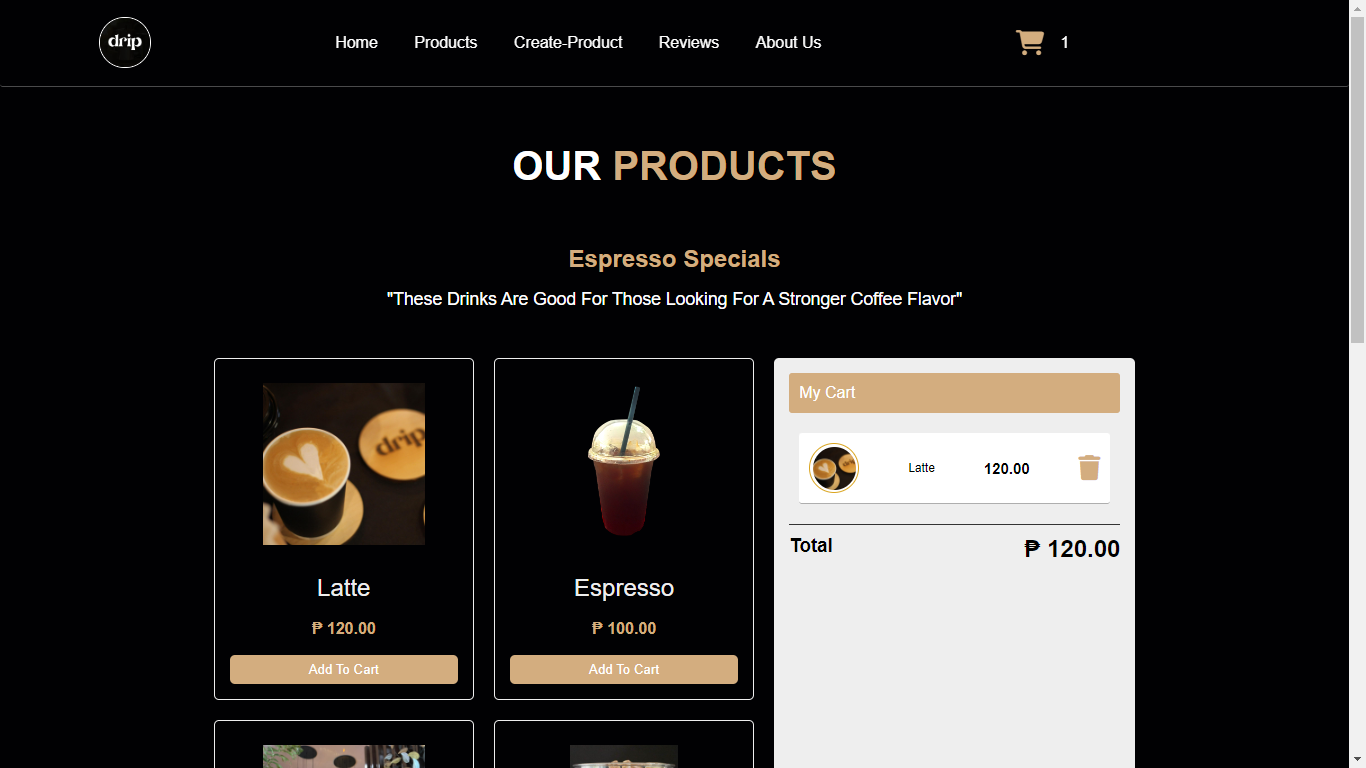 drip
Home Products Create-Product Reviews About Us
1
OUR PRODUCTS
Espresso Specials
"These Drinks Are Good For Those Looking For A Stronger Coffee Flavor"
drip
Latte
₱ 120.00
Add To Cart
Espresso
₱ 100.00
Add To Cart
My Cart
Latte 120.00
Total ₱ 120.00